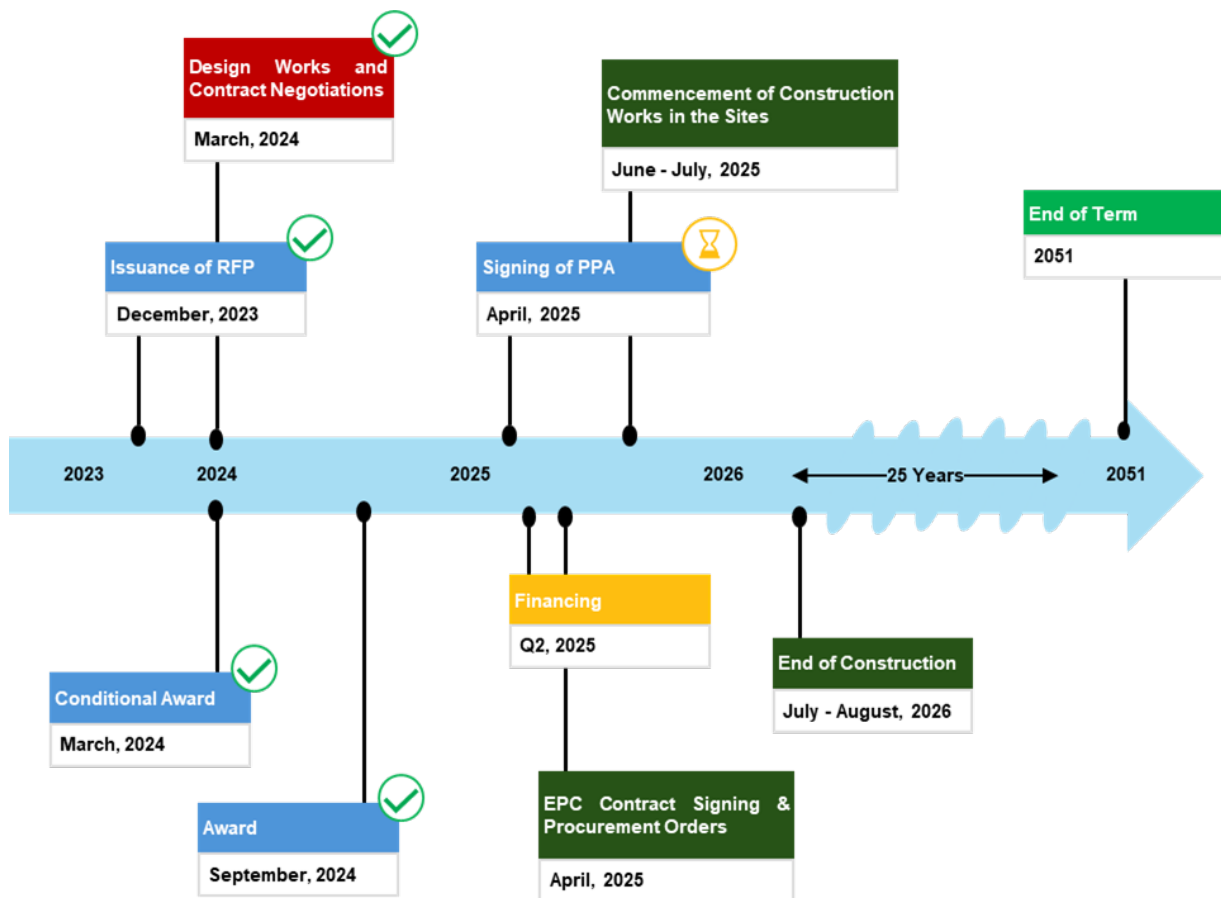 Design Works and
Contract Negotiations
March, 2024
Commencement of Construction
Works in the Sites
June - July, 2025
End of Term
2051
Issuance of RFP
December, 2023
Signing of PPA
April, 2025
2023
2024
2025
2026
25 Years
2051
Financing
Q2, 2025
End of Construction
July - August, 2026
Conditional Award
March, 2024
EPC Contract Signing &
Procurement Orders
April, 2025
Award
September, 2024